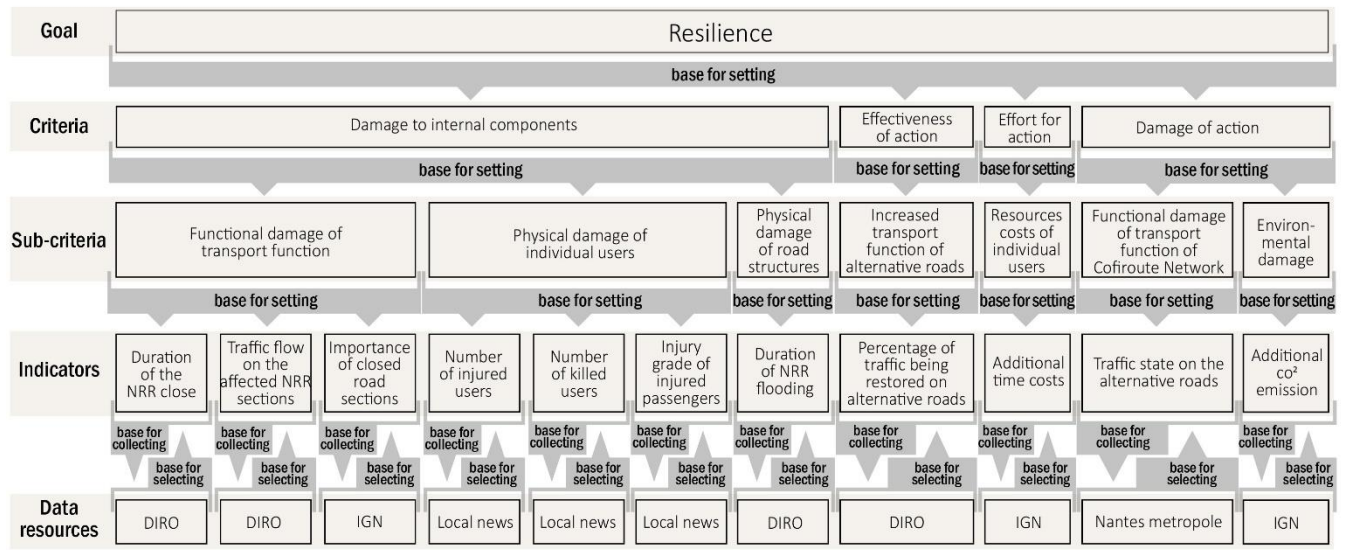 Goal
Resilience
base for setting
Criteria
Damage to internal components
Effectiveness
of action
Effort for
action
Damage of action
base for setting
base for setting
base for setting
base for setting
Sub-criteria
Functional damage of
transport function
Physical damage of
individual users
Physical
damage
of road
structures
Increased
transport
function of
alternative roads
Resources
costs of
individual
users
Functional damage
of transport
function of
Cofiroute Network
Environ-
mental
damage
base for setting
base for setting
base for setting
base for setting
base for setting
base for setting
base for setting
Indicators
Duration
of the
NRR close
Traffic flow
on the
affected NRR
sections
Importance
of closed
road
sections
Number
of injured
users
Number
of killed
users
Injury
grade of
injured
passengers
Duration
of NRR
flooding
Percentage of
traffic being
restored on
alternative roads
Additional
time costs
Traffic state on the
alternative roads
Additional
co²
emission
base for
collecting
base for
selecting
base for
collecting
base for
selecting
base for
collecting
base for
selecting
base for
collecting
base for
selecting
base for
collecting
base for
selecting
base for
collecting
base for
selecting
base for
collecting
base for
selecting
base for
collecting
base for
selecting
base for
collecting
base for
selecting
base for
collecting
base for
selecting
base for
collecting
base for
selecting
Data
resources
DIRO
DIRO
IGN
Local news
Local news
Local news
DIRO
DIRO
IGN
Nantes metropole
IGN